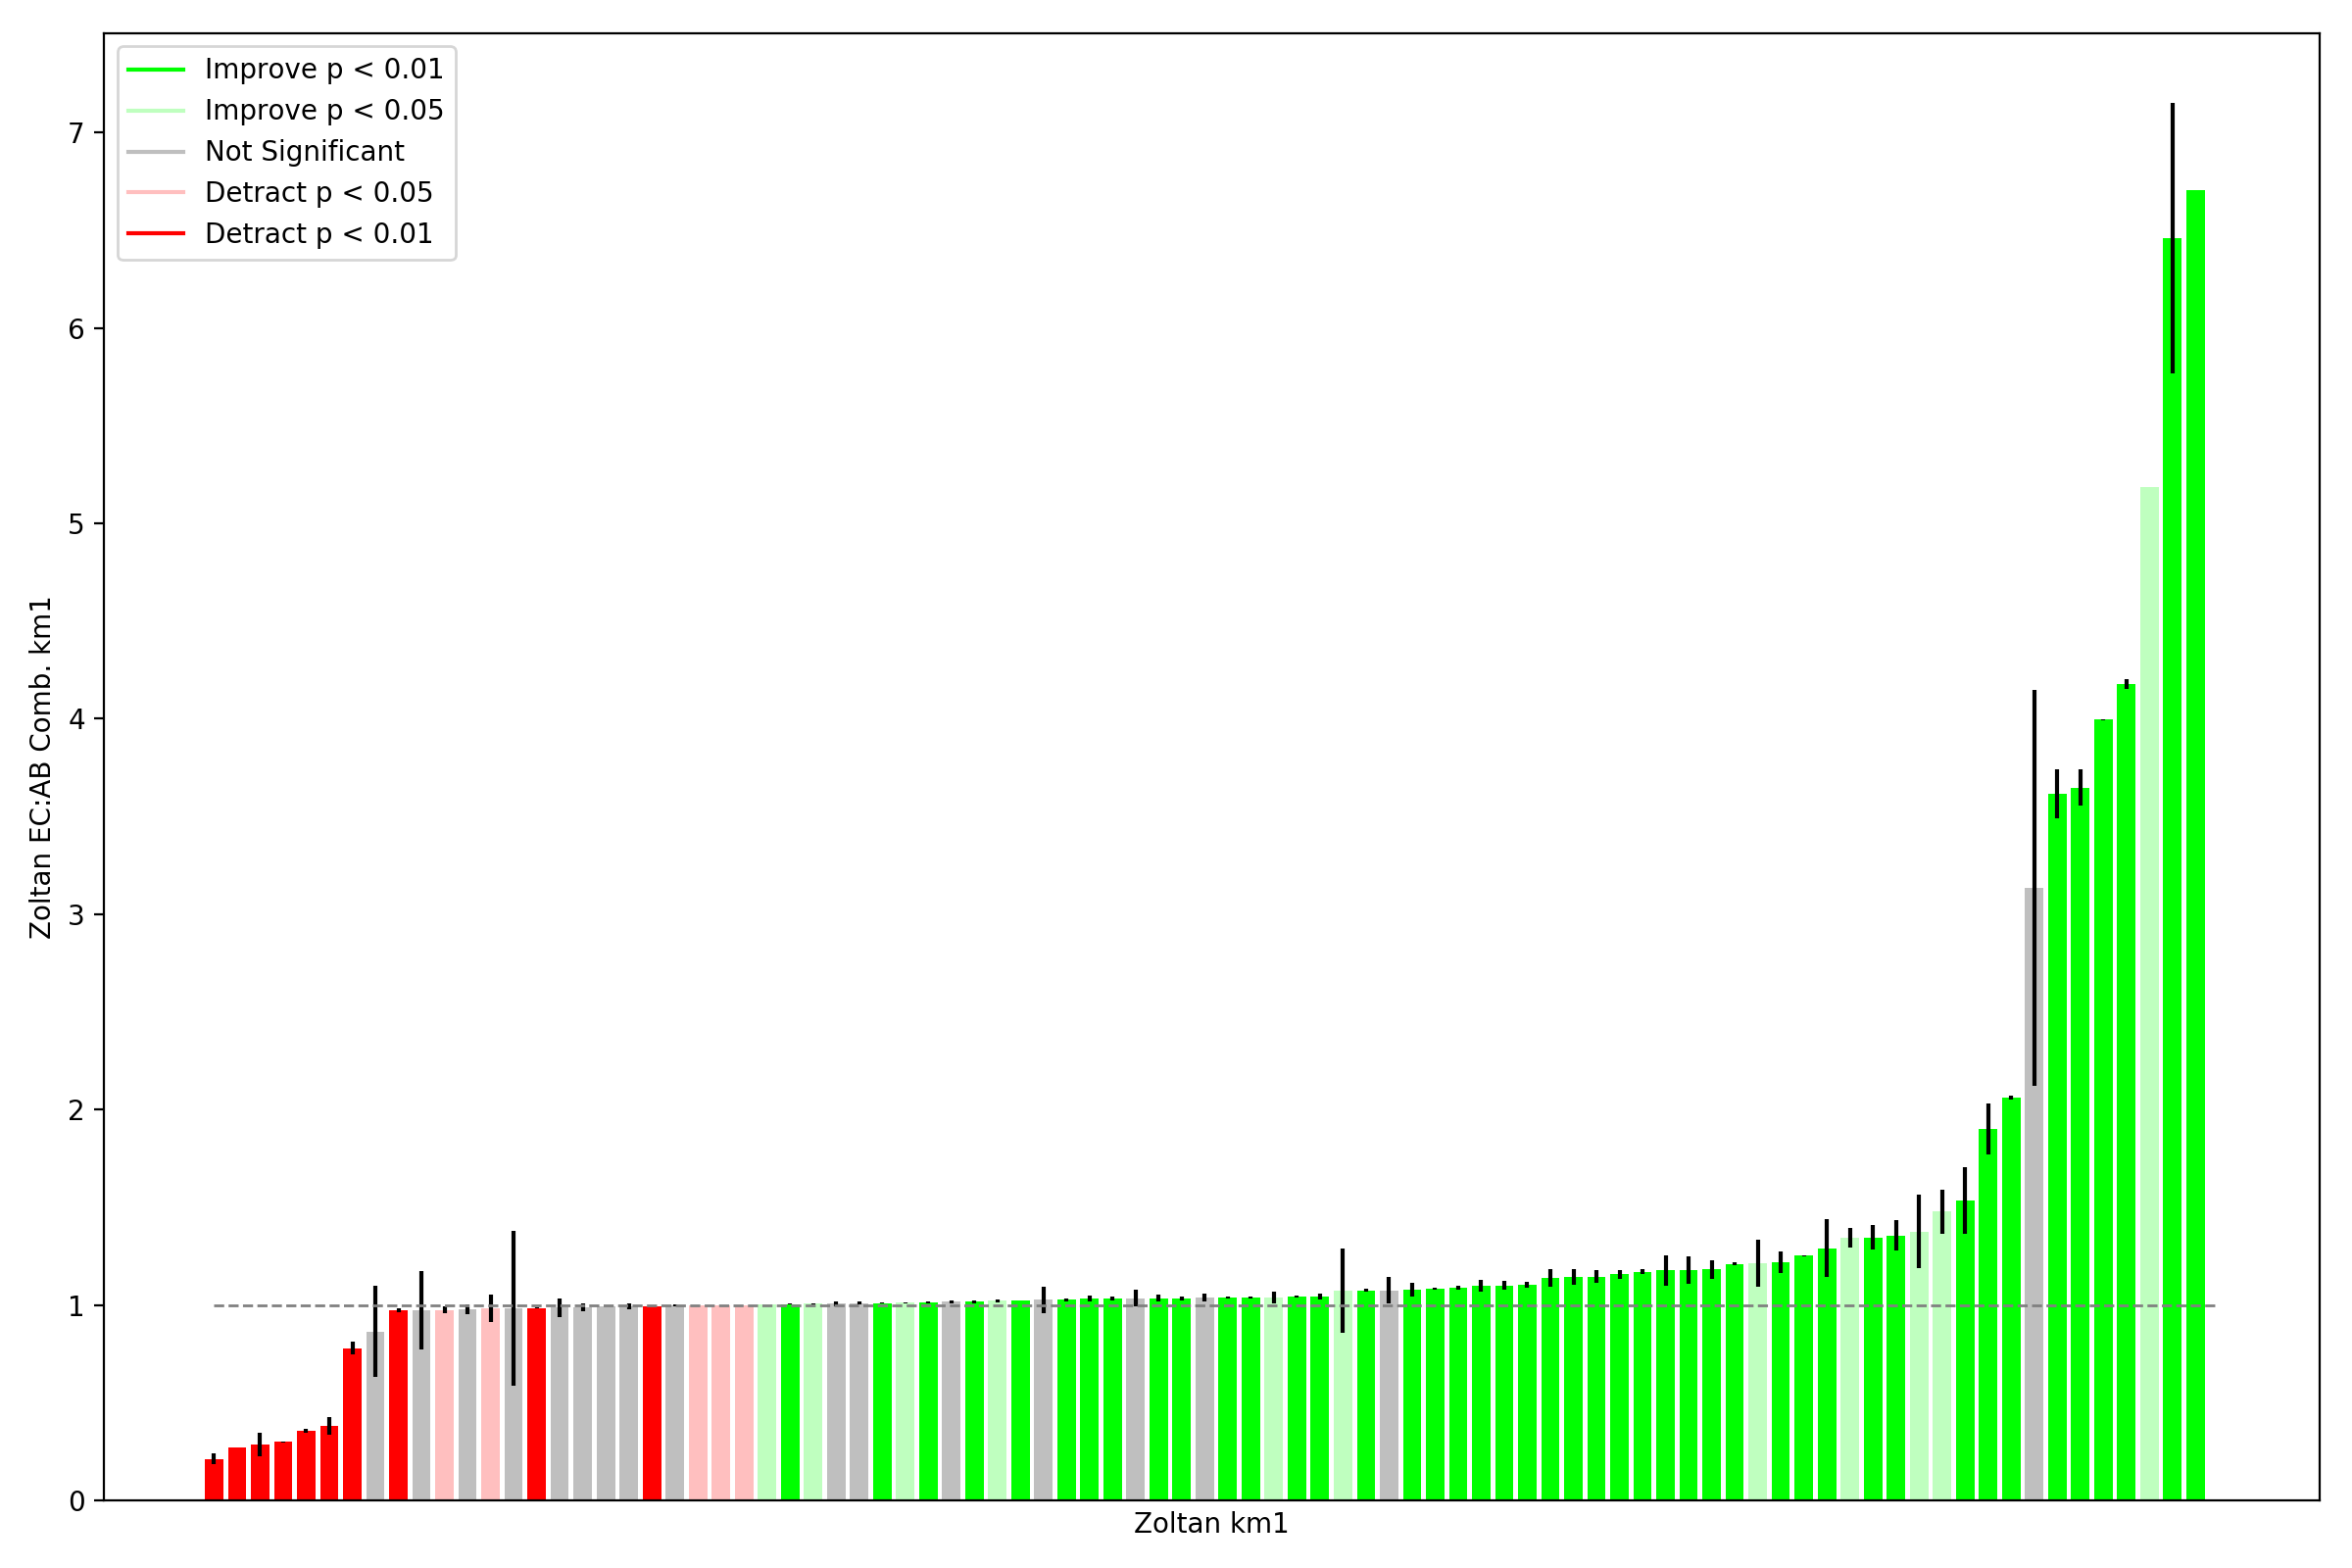 Improve p < 0.01
Improve p < 0.05
Not Significant
Detract p < 0.05
Detract p < 0.01
7
6
5
4
3
2
1
0
Zoltan EC:AB Comb. km1
Zoltan km1